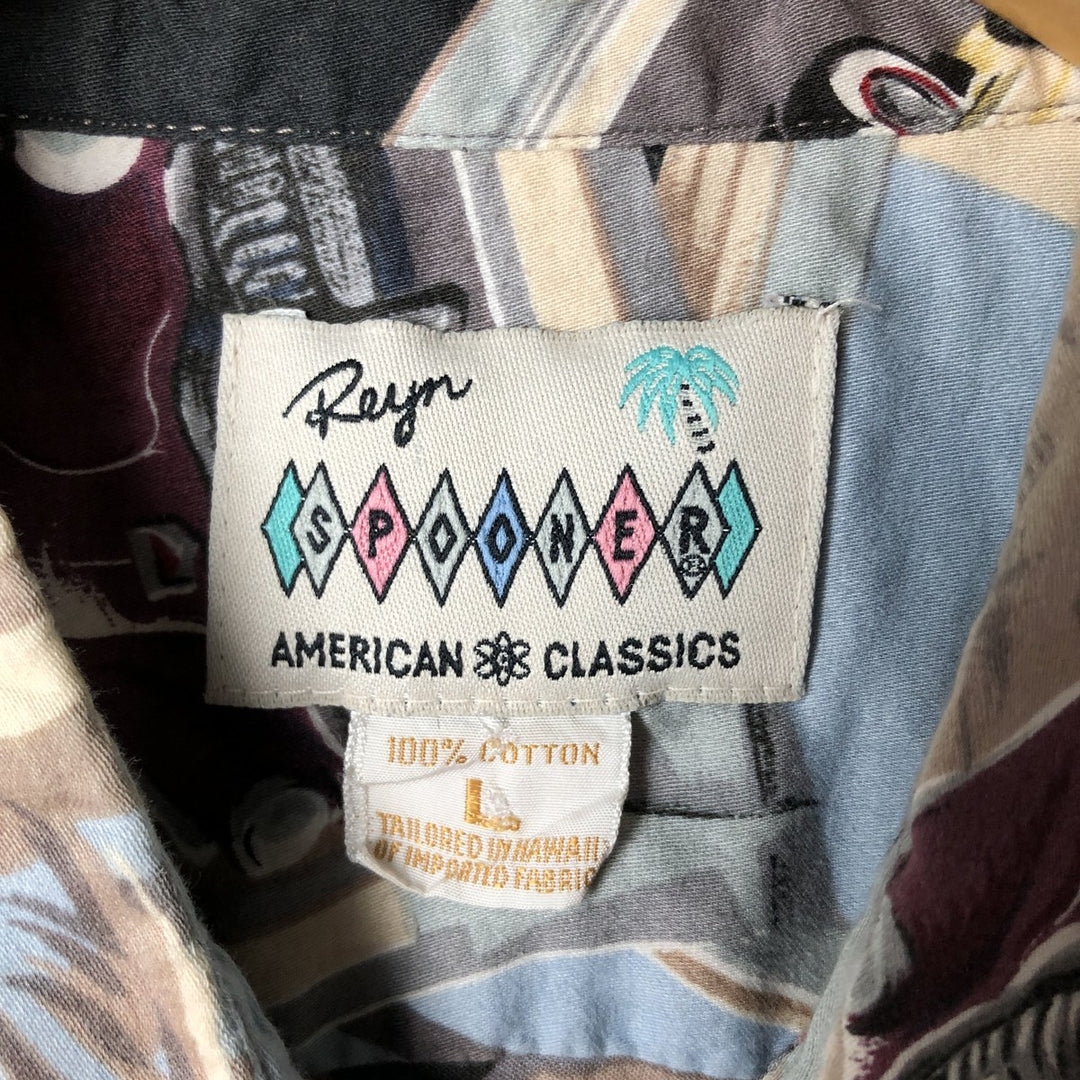 Reyn
SPOONER®
AMERICAN CLASSICS
100% COTTON
L
TAILORED IN HAWAII
OF IMPORTED FABRIC